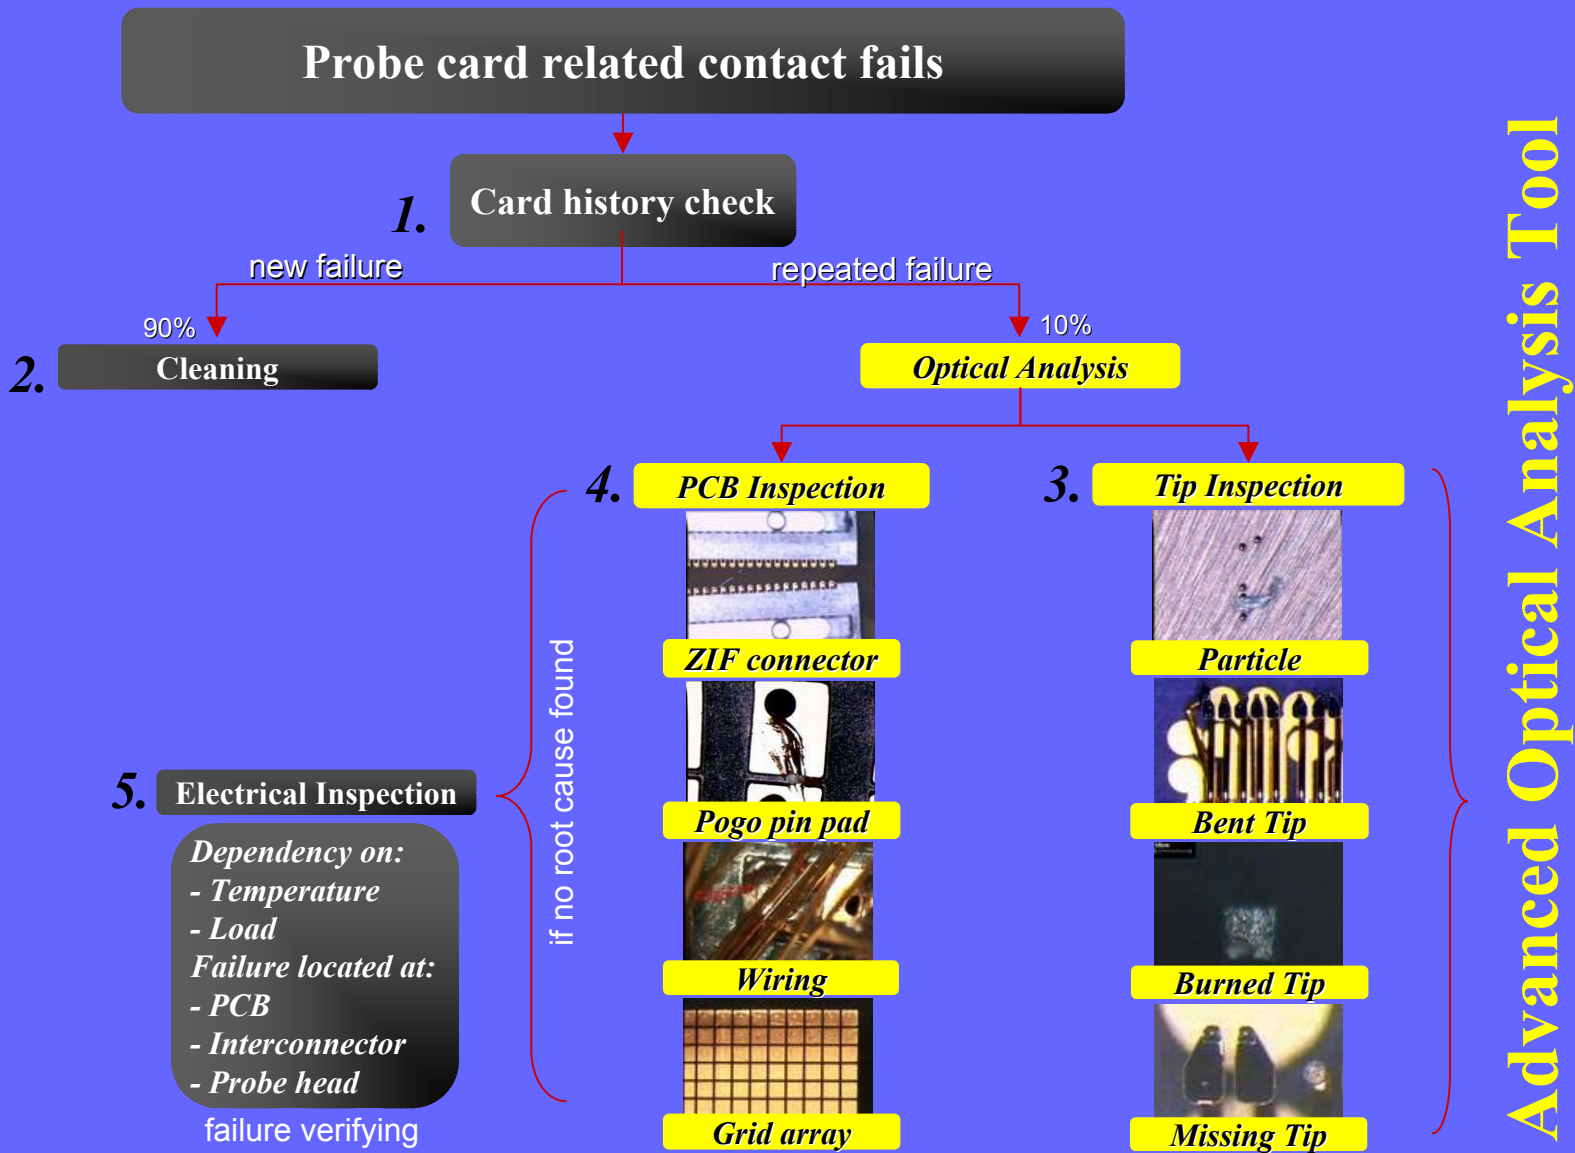 Probe card related contact fails
1.
Card history check
new failure
repeated failure
90%
10%
2.
Cleaning
Optical Analysis
4.
PCB Inspection
3.
Tip Inspection
ZIF connector
Particle
Pogo pin pad
Bent Tip
Wiring
Burned Tip
Grid array
Missing Tip
if no root cause found
5.
Electrical Inspection
Dependency on:
- Temperature
- Load
Failure located at:
- PCB
- Interconnector
- Probe head
failure verifying
Advanced Optical Analysis Tool